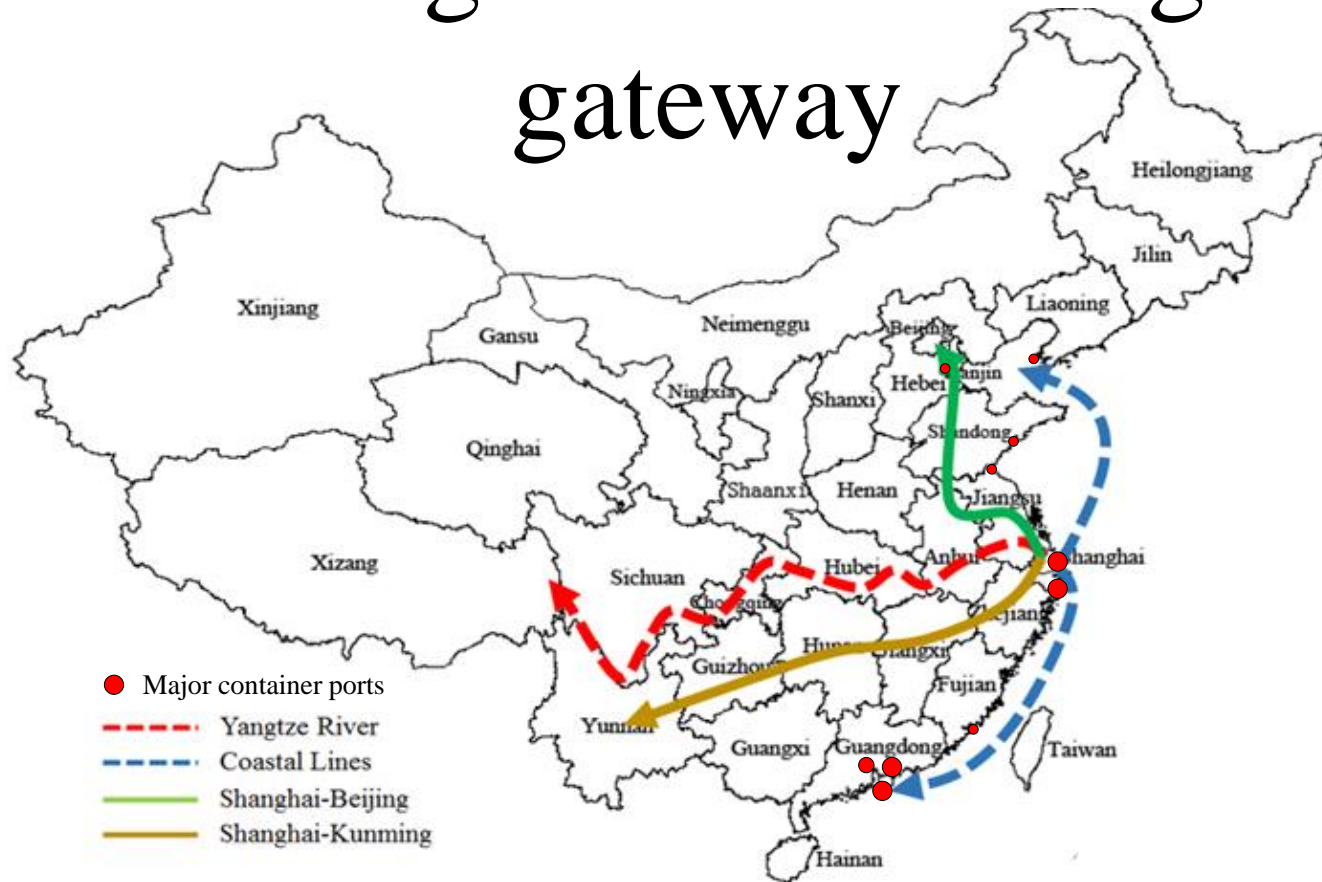 gateway
Heilongjiang
Jilin
Liaoning
Xinjiang
Neimenggu
Beijing
Gansu
Tianjin
Hebei
Ningxia
Shanxi
Shandong
Qinghai
Shaanxi
Henan
Jiangsu
Xizang
Sichuan
Hubei
Anhui
Shanghai
Chongqing
Zhejiang
Hunan
Jiangxi
Guizhou
Fujian
Yunnan
Guangxi
Guangdong
Taiwan
Hainan
Major container ports
Yangtze River
Coastal Lines
Shanghai-Beijing
Shanghai-Kunming